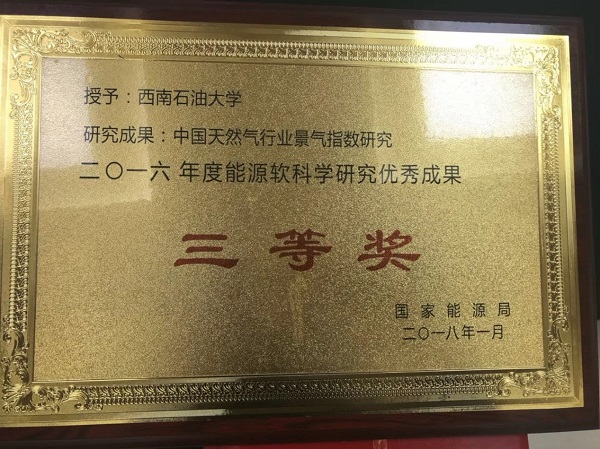 授予：西南石油大学
研究成果：中国天然气行业景气指数研究
二〇一六 年度能源软科学研究优秀成果
三等奖
国家能源局
二〇一八年一月